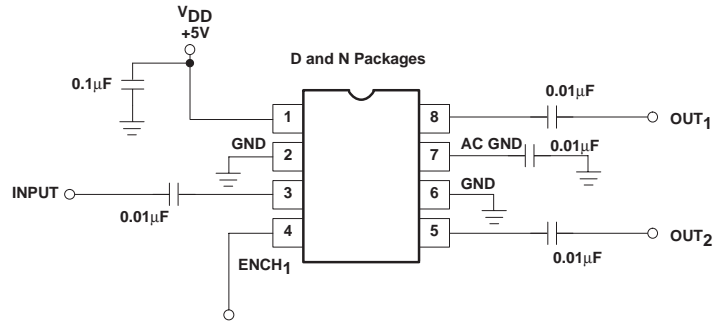 VDD
+5V
D and N Packages
0.1μF
0.01μF
1
8
OUT1
GND
2
7
AC GND
0.01μF
INPUT
3
6
GND
0.01μF
4
5
OUT2
ENCH1
0.01μF